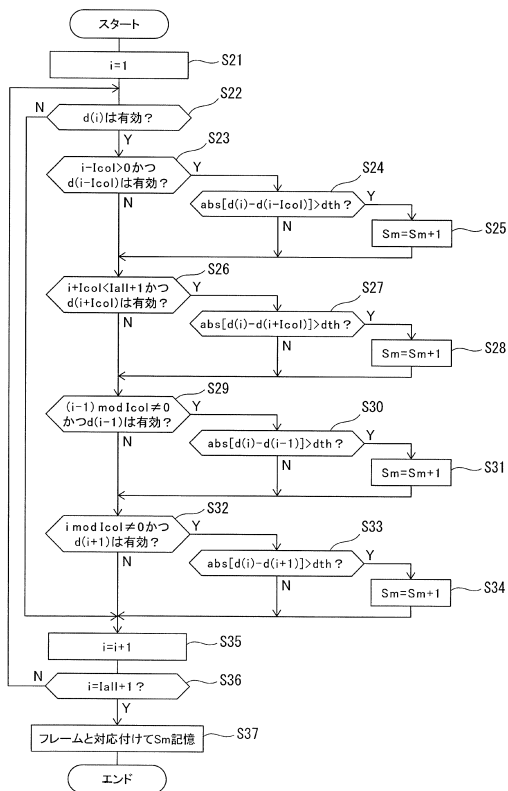 スタート
i=1
S21
S22
N
d(i)は有効？
Y
S23
i-Icol>0かつ
d(i-Icol)は有効？
Y
N
S24
abs[d(i)-d(i-Icol)]>dth？
Y
N
Sm=Sm+1
S25
S26
i+Icol<Iall+1かつ
d(i+Icol)は有効？
Y
N
S27
abs[d(i)-d(i+Icol)]>dth？
Y
N
Sm=Sm+1
S28
S29
(i-1) mod Icol≠0
かつd(i-1)は有効？
Y
N
S30
abs[d(i)-d(i-1)]>dth？
Y
N
Sm=Sm+1
S31
S32
i mod Icol≠0かつ
d(i+1)は有効？
Y
N
S33
abs[d(i)-d(i+1)]>dth？
Y
N
Sm=Sm+1
S34
i=i+1
S35
N
i=Iall+1？
S36
Y
フレームと対応付けてSm記憶
S37
エンド